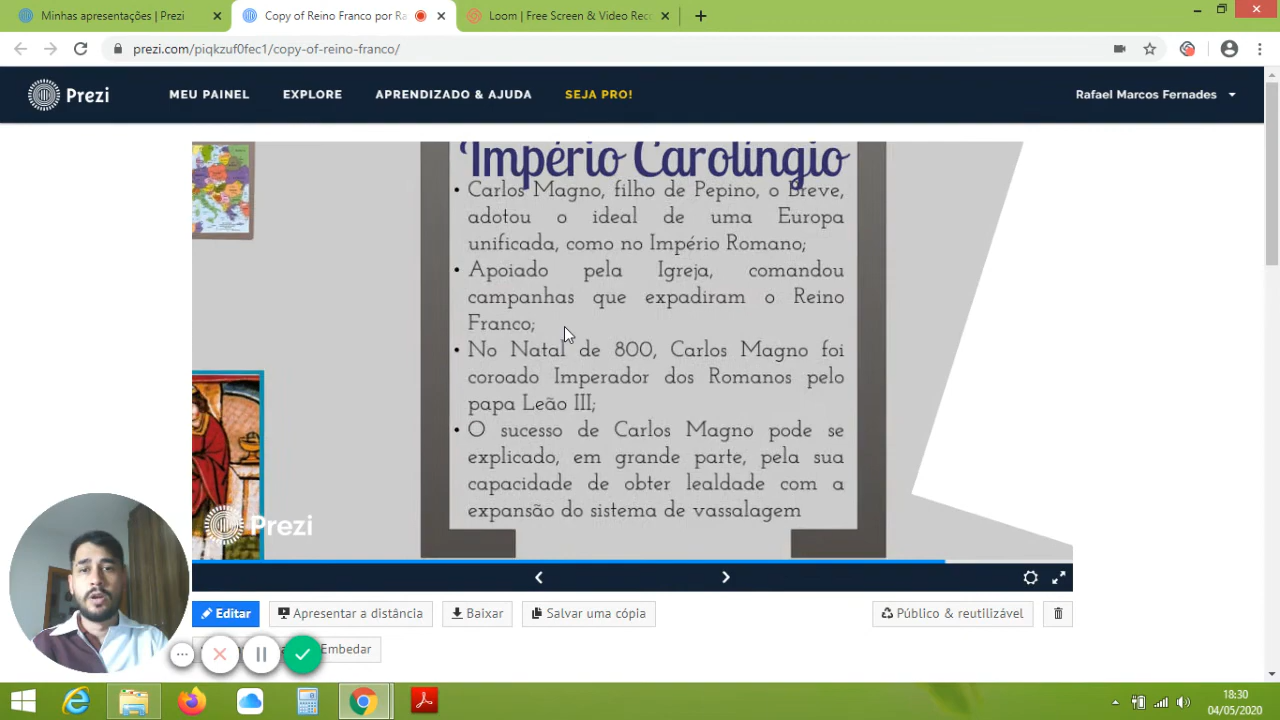 Minhas apresentações | Prezi
Copy of Reino Franco por Ra
Loom | Free Screen & Video Rec
prezi.com/piqkzuf0fec1/copy-of-reino-franco/
Prezi
MEU PAINEL
EXPLORE
APRENDIZADO & AJUDA
SEJA PRO!
Rafael Marcos Fernades
Império Carolíngio
• Carlos Magno, filho de Pepino, o Breve,
adotou o ideal de uma Europa
unificada, como no Império Romano;
• Apoiado pela Igreja, comandou
campanhas que expadiram o Reino
Franco;
• No Natal de 800, Carlos Magno foi
coroado Imperador dos Romanos pelo
papa Leão III;
• O sucesso de Carlos Magno pode se
explicado, em grande parte, pela sua
capacidade de obter lealdade com a
expansão do sistema de vassalagem
Prezi
Editar
Apresentar a distância
Baixar
Salvar uma cópia
Público & reutilizável
Embedar
18:30
04/05/2020